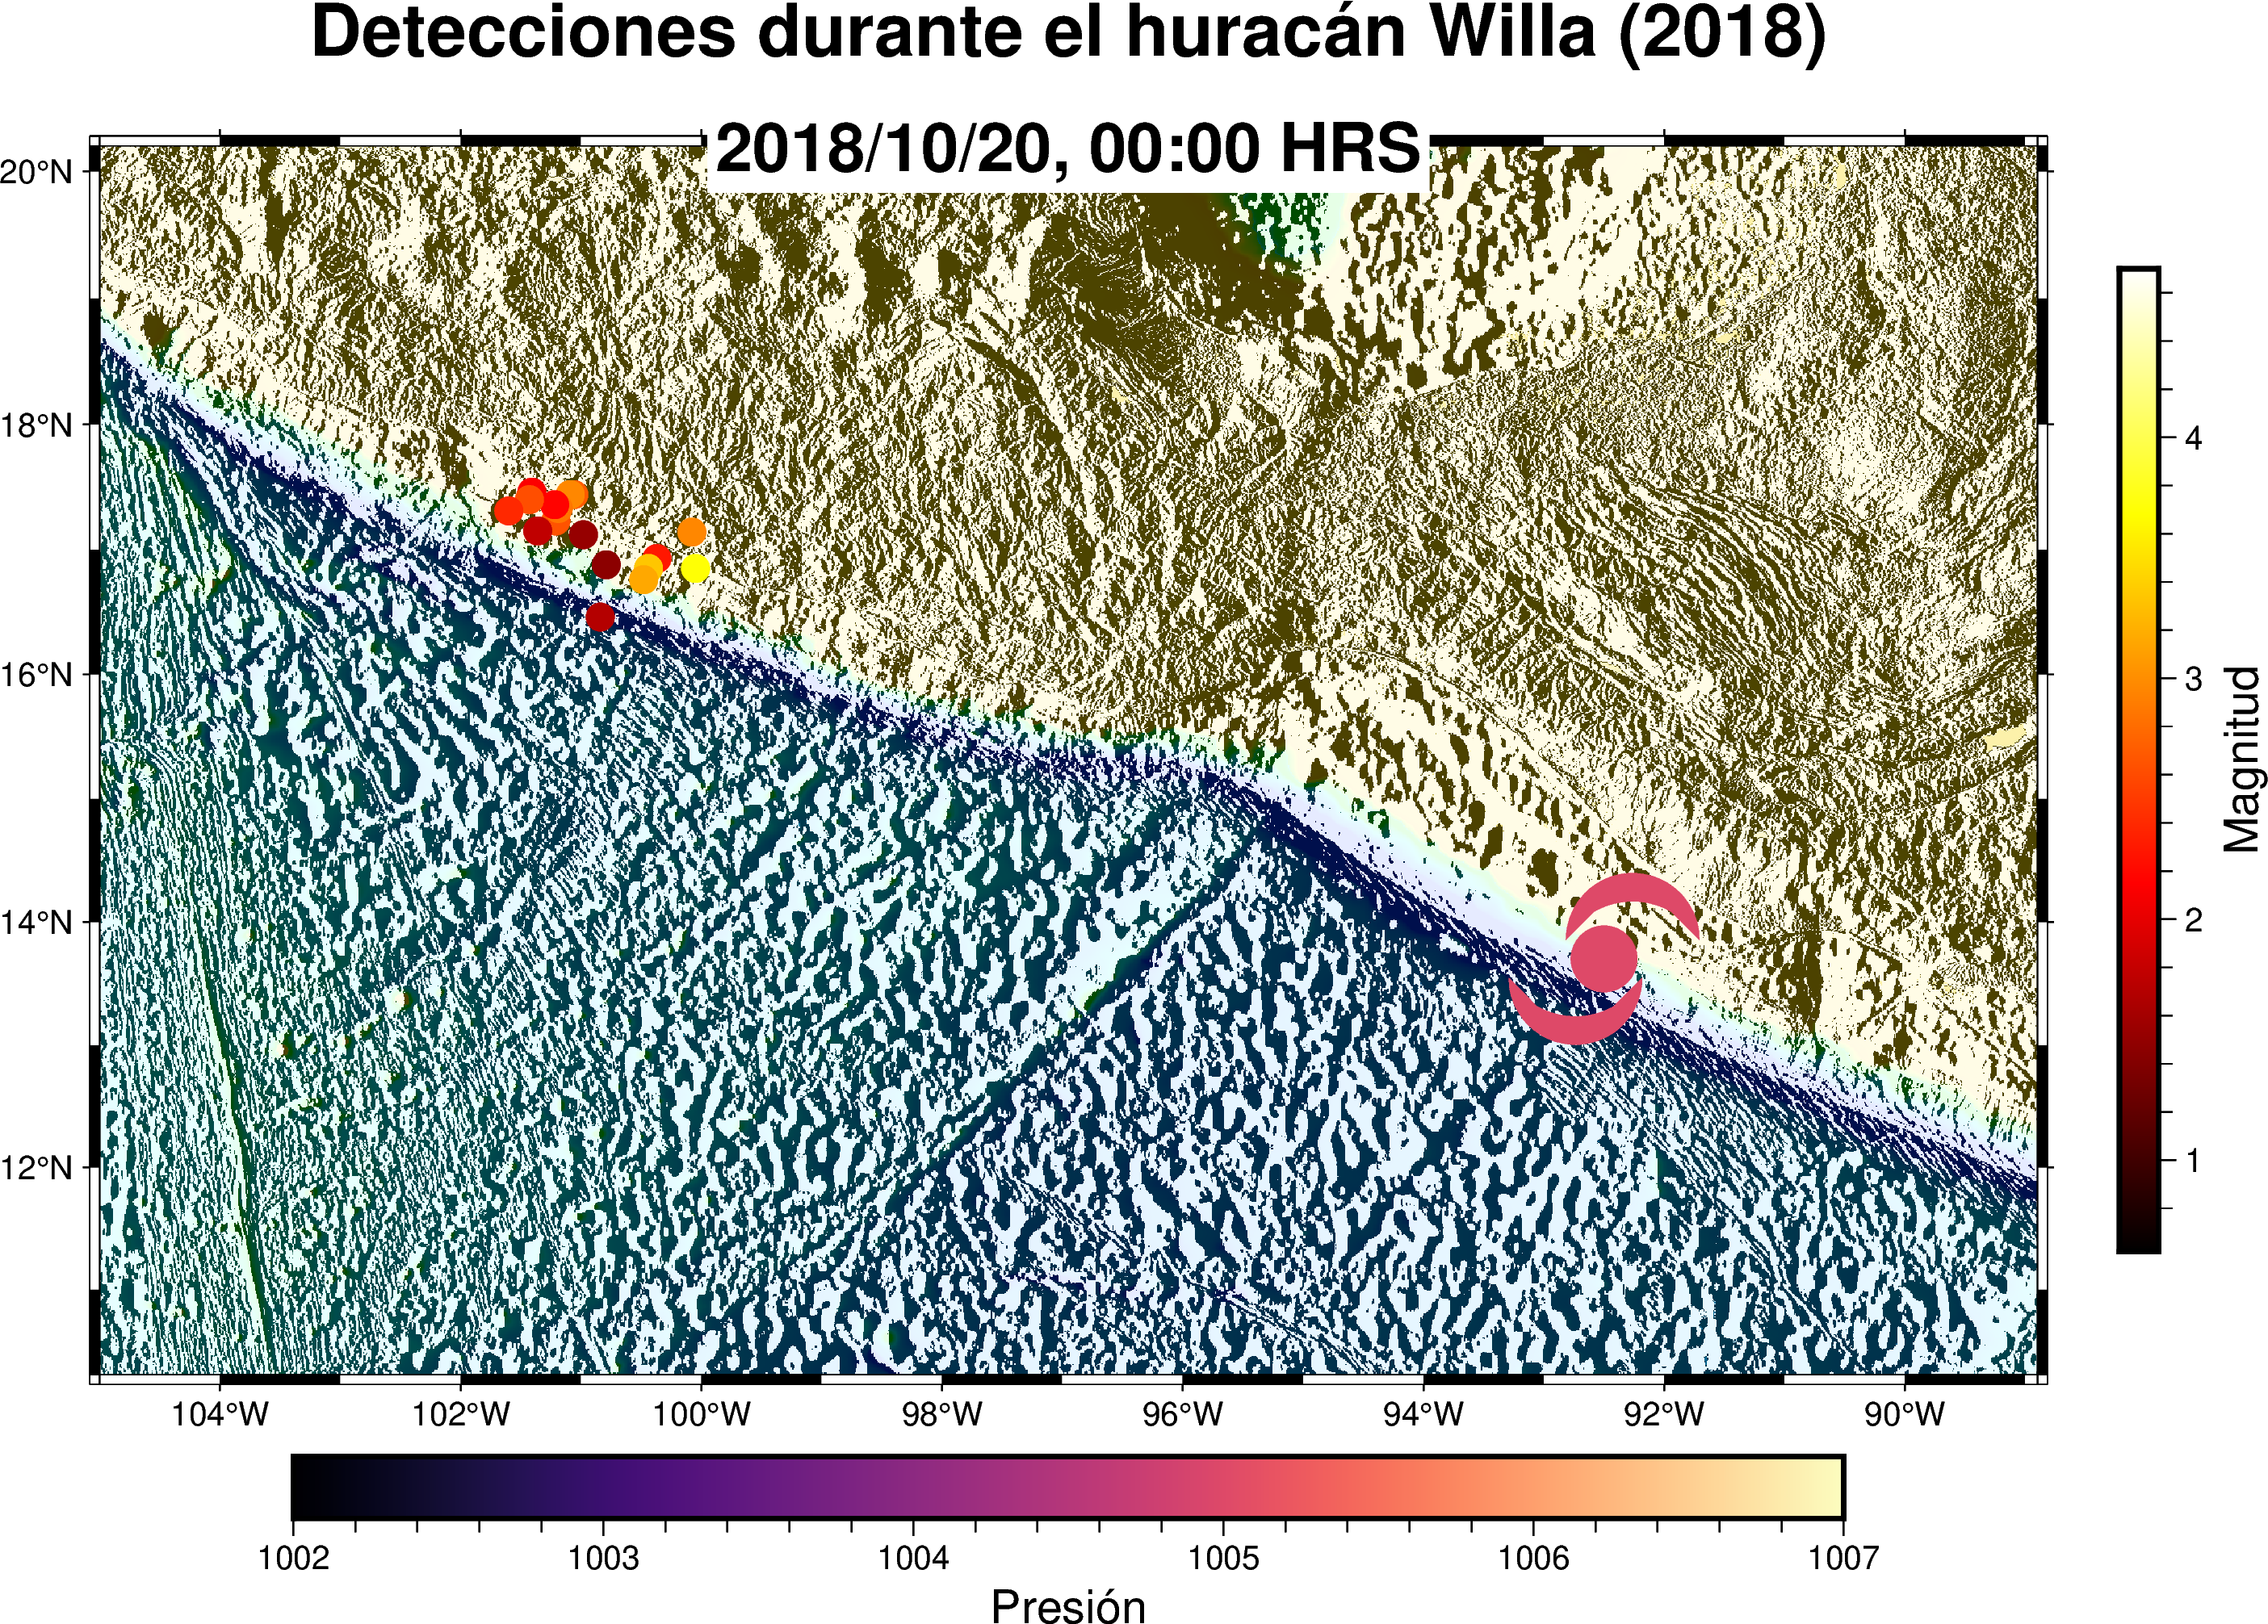 Detecciones durante el huracán Willa (2018)
2018/10/20, 00:00 HRS
20°N
18°N
16°N
14°N
12°N
104°W 102°W 100°W 98°W 96°W 94°W 92°W 90°W
4
3
2
1
Magnitud
1002 1003 1004 1005 1006 1007
Presión